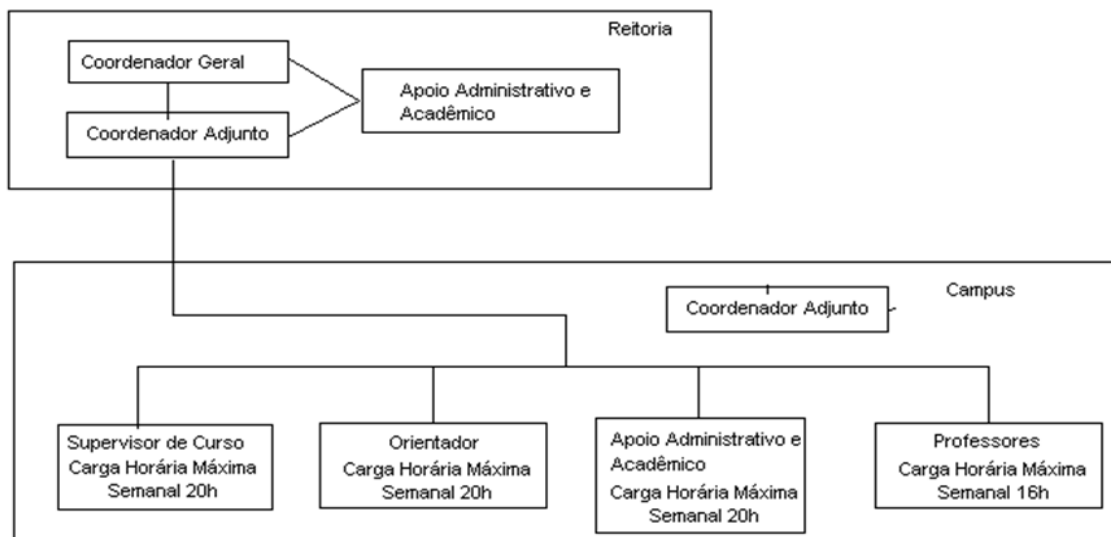 Reitoria
Coordenador Geral
Apoio Administrativo e
Acadêmico
Coordenador Adjunto
Campus
Coordenador Adjunto
Supervisor de Curso
Carga Horária Máxima
Semanal 20h
Orientador
Carga Horária Máxima
Semanal 20h
Apoio Administrativo e
Acadêmico
Carga Horária Máxima
Semanal 20h
Professores
Carga Horária Máxima
Semanal 16h